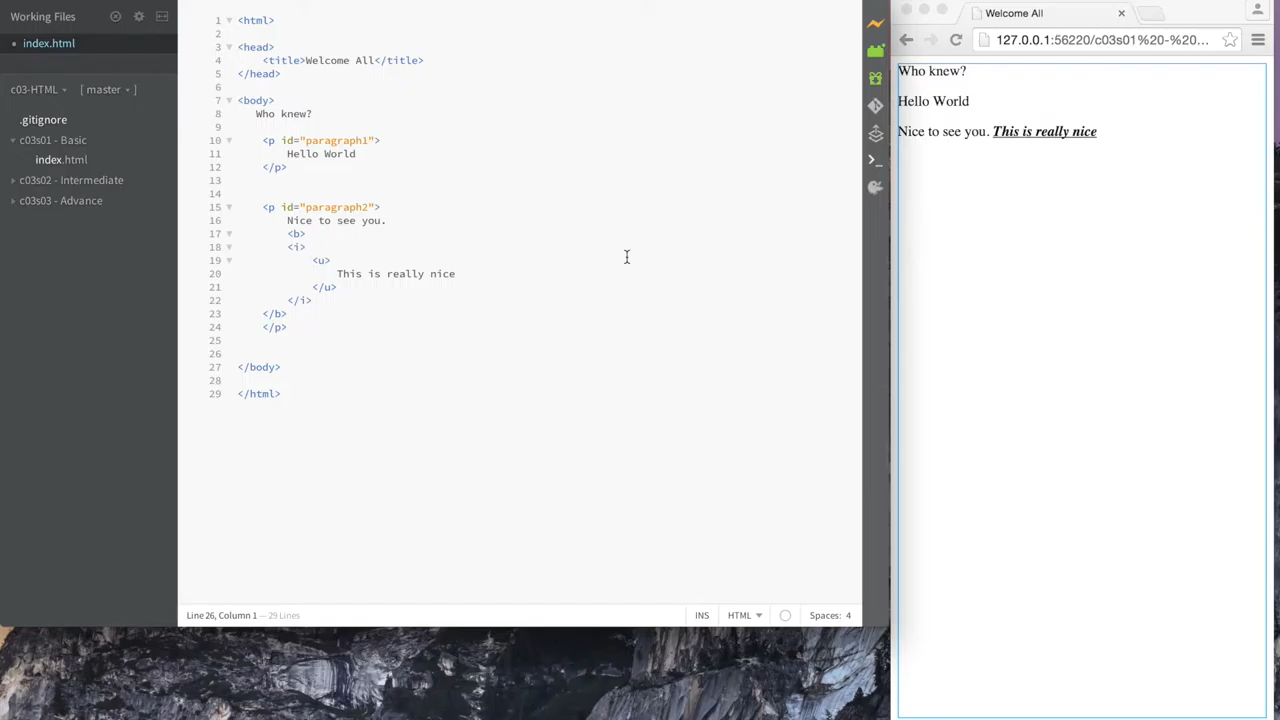 Working Files
index.html
c03-HTML
[ master ]
.gitignore
c03s01 - Basic
index.html
c03s02 - Intermediate
c03s03 - Advance
1 <html>
2
3 <head>
4 <title>Welcome All</title>
5 </head>
6
7 <body>
8 Who knew?
9
10 <p id="paragraph1">
11 Hello World
12 </p>
13
14
15 <p id="paragraph2">
16 Nice to see you.
17 <b>
18 <i>
19 <u>
20 This is really nice
21 </u>
22 </i>
23 </b>
24 </p>
25
26
27 </body>
28
29 </html>
Line 26, Column 1 — 29 Lines
INS
HTML
Spaces: 4
Welcome All
127.0.0.1:56220/c03s01%20-%20...
Who knew?
Hello World
Nice to see you. This is really nice